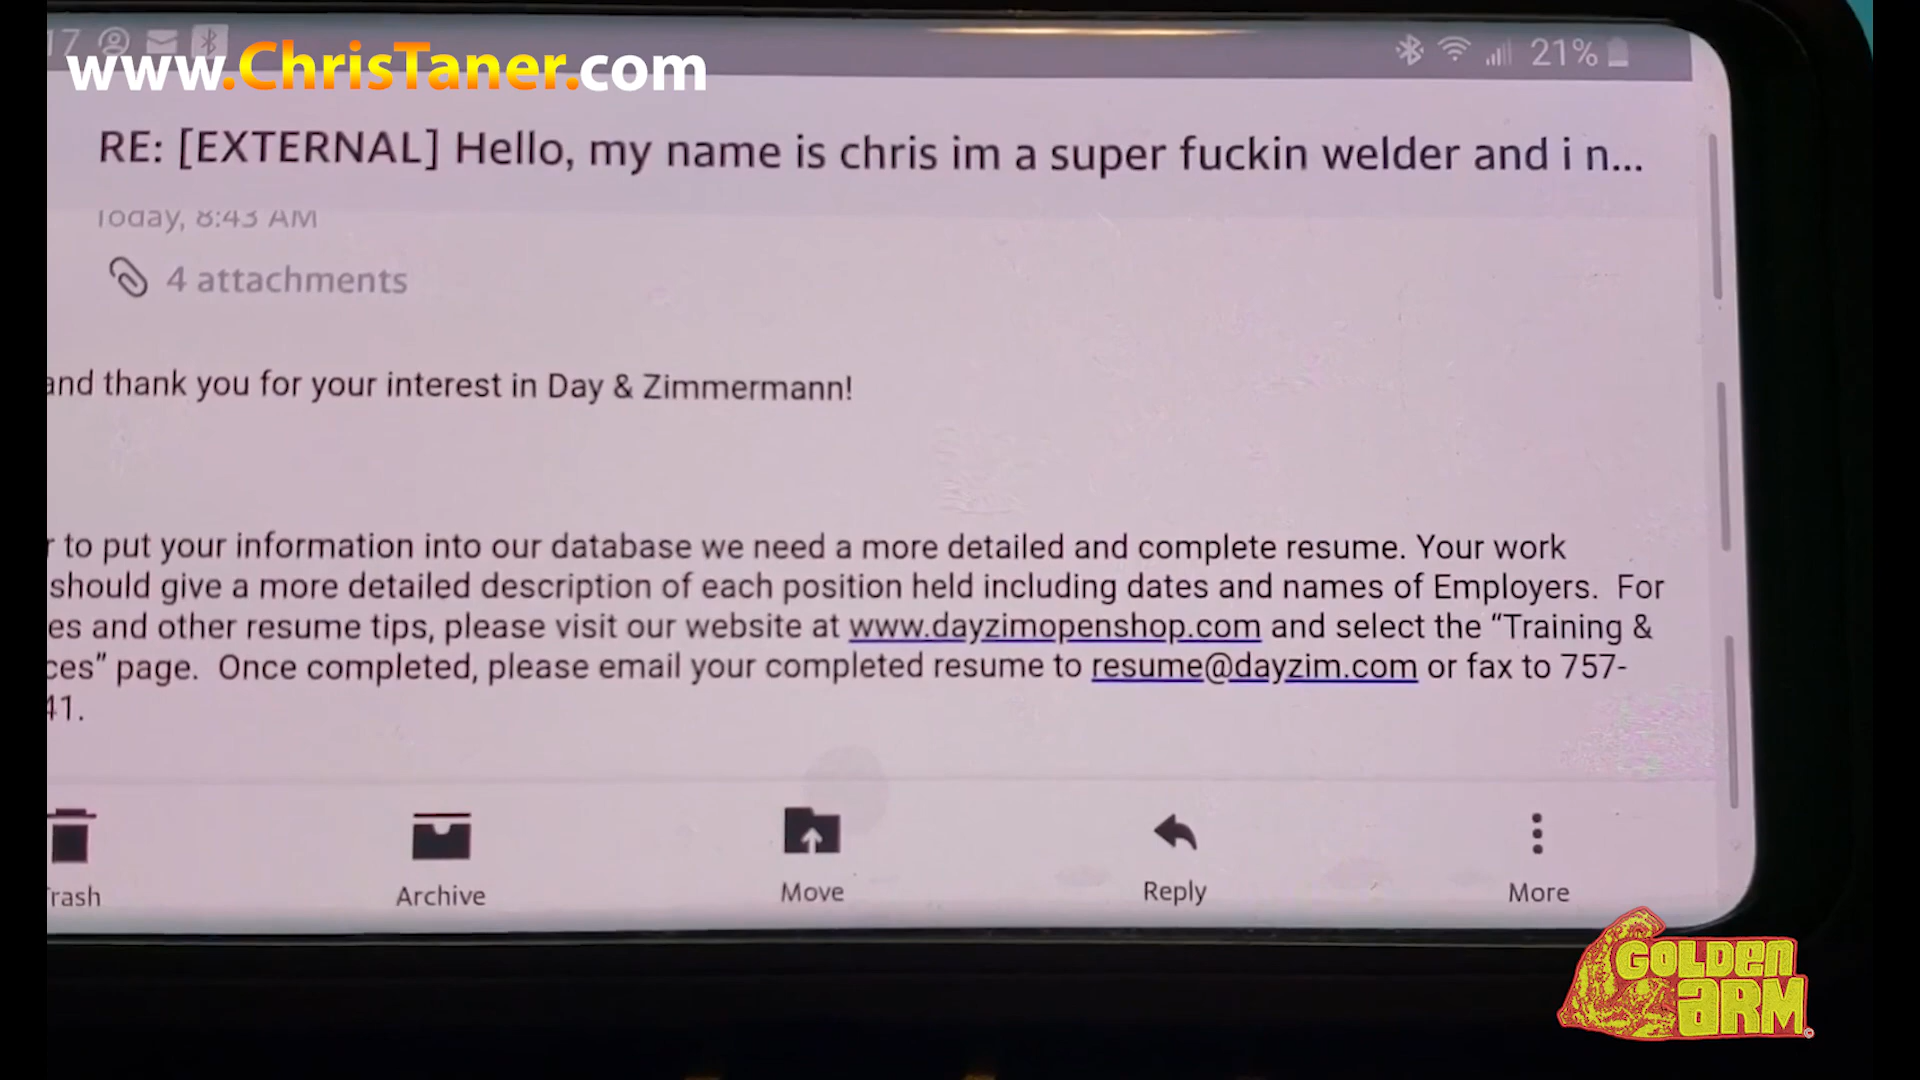 17
21%
www.ChrisTaner.com
RE: [EXTERNAL] Hello, my name is chris im a super fuckin welder and i n...
Today, 8:43 AM
4 attachments
and thank you for your interest in Day & Zimmermann!
to put your information into our database we need a more detailed and complete resume. Your work
should give a more detailed description of each position held including dates and names of Employers. For
es and other resume tips, please visit our website at www.dayzimopenshop.com and select the “Training &
ces” page. Once completed, please email your completed resume to resume@dayzim.com or fax to 757-
41.
Trash
Archive
Move
Reply
More
GOLDEN
ARM